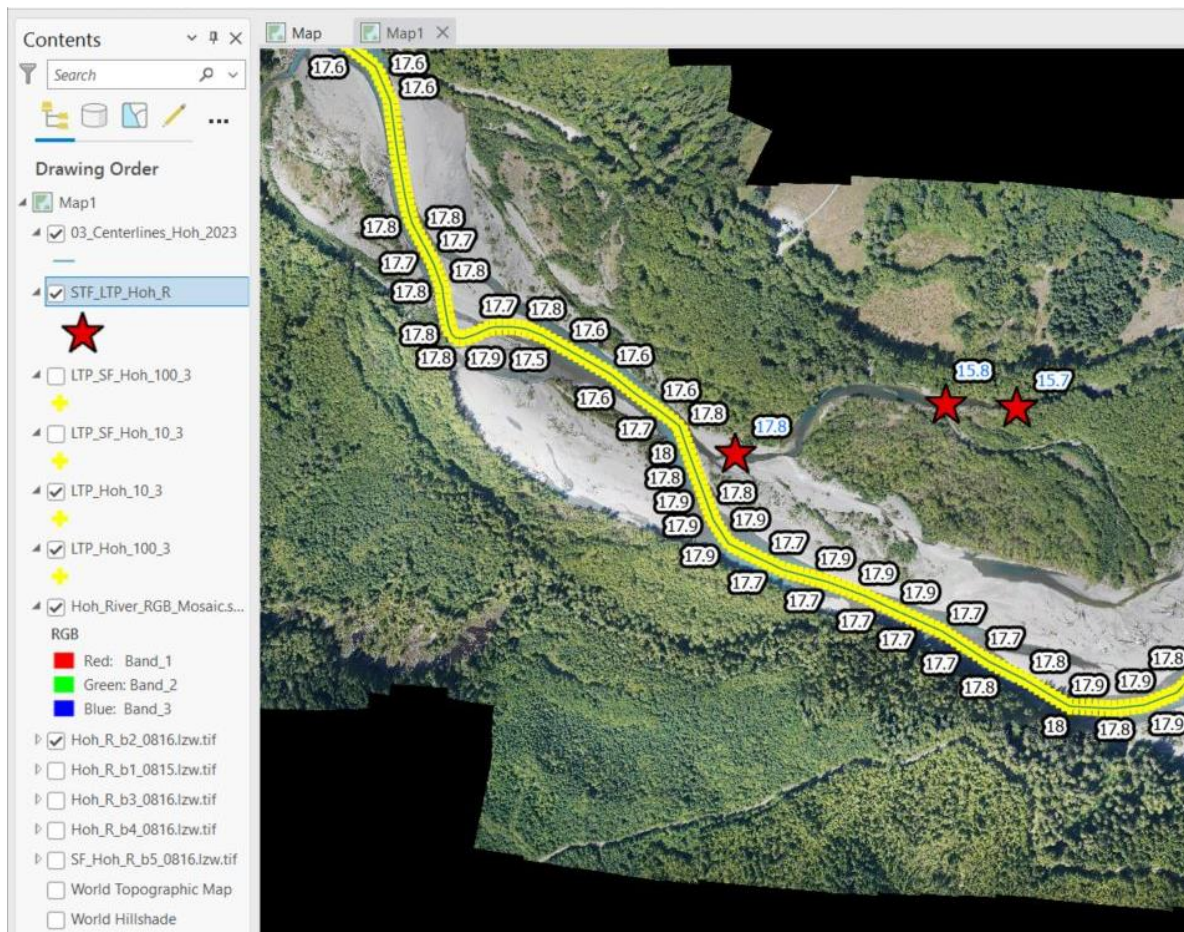 Contents
Map
Map1
Search
Drawing Order
Map1
03_Centerlines_Hoh_2023
STF_LTP_Hoh_R
LTP_SF_Hoh_100_3
LTP_SF_Hoh_10_3
LTP_Hoh_10_3
LTP_Hoh_100_3
Hoh_River_RGB_Mosaic.s...
RGB
Red: Band_1
Green: Band_2
Blue: Band_3
Hoh_R_b2_0816.lzw.tif
Hoh_R_b1_0815.lzw.tif
Hoh_R_b3_0816.lzw.tif
Hoh_R_b4_0816.lzw.tif
SF_Hoh_R_b5_0816.lzw.tif
World Topographic Map
World Hillshade
17.6
17.6
17.6
17.8
17.8
17.7
17.7
17.8
17.8
17.7
17.8
17.8
17.6
17.8
17.9
17.5
17.6
15.8
15.7
17.6
17.6
17.8
17.8
17.7
18
17.8
17.8
17.9
17.9
17.9
17.7
17.9
17.9
17.9
17.7
17.9
17.7
17.7
17.7
17.7
17.7
17.7
17.8
17.8
17.8
17.9
17.9
18
17.8
17.9